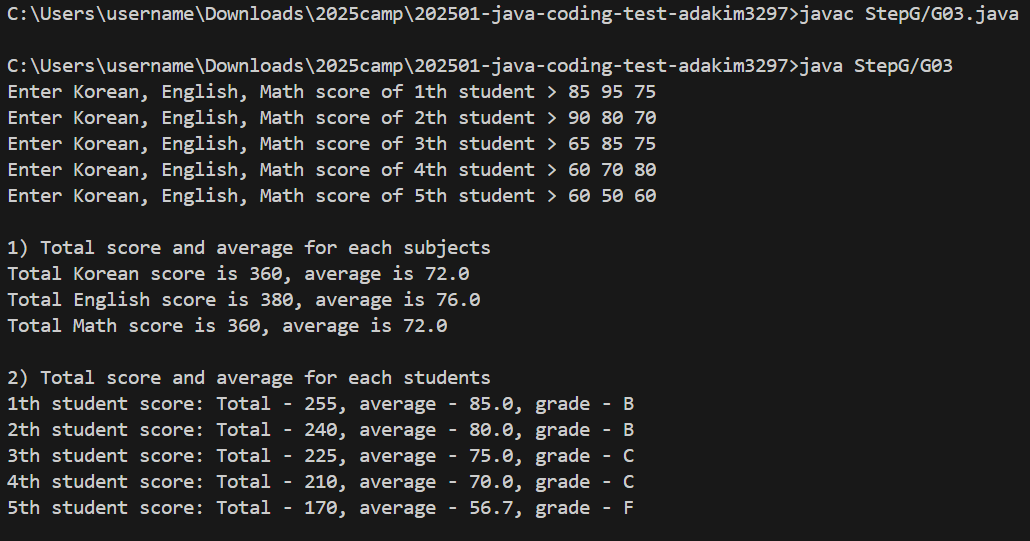 C:\Users\username\Downloads\2025camp\202501-java-coding-test-adakim3297>javac StepG/G03.java
C:\Users\username\Downloads\2025camp\202501-java-coding-test-adakim3297>java StepG/G03
Enter Korean, English, Math score of 1th student > 85 95 75
Enter Korean, English, Math score of 2th student > 90 80 70
Enter Korean, English, Math score of 3th student > 65 85 75
Enter Korean, English, Math score of 4th student > 60 70 80
Enter Korean, English, Math score of 5th student > 60 50 60
1) Total score and average for each subjects
Total Korean score is 360, average is 72.0
Total English score is 380, average is 76.0
Total Math score is 360, average is 72.0
2) Total score and average for each students
1th student score: Total - 255, average - 85.0, grade - B
2th student score: Total - 240, average - 80.0, grade - B
3th student score: Total - 225, average - 75.0, grade - C
4th student score: Total - 210, average - 70.0, grade - C
5th student score: Total - 170, average - 56.7, grade - F